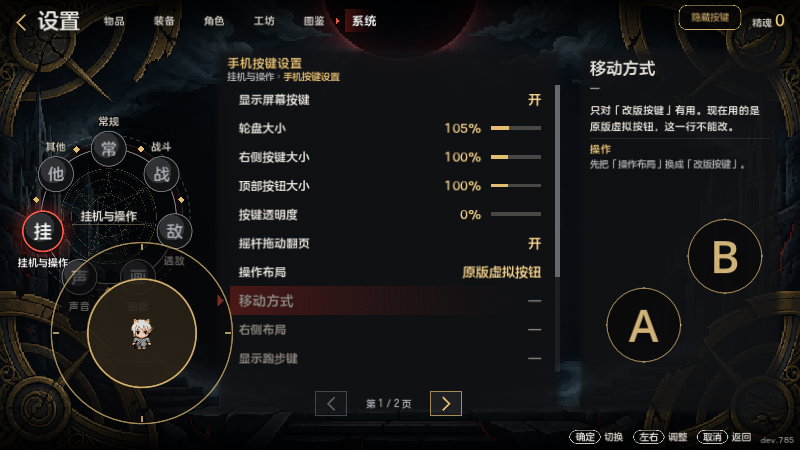 设置
物品
装备
角色
工坊
图鉴
系统
隐藏按键
精魂 0
手机按键设置
挂机与操作 › 手机按键设置
显示屏幕按键 开
轮盘大小 105%
右侧按键大小 100%
顶部按钮大小 100%
按键透明度 0%
摇杆拖动翻页 开
操作布局 原版虚拟按钮
移动方式 —
右侧布局 —
显示跑步键 —
第 1 / 2 页
常规
常
其他
他
战斗
战
挂机与操作
挂
敌
挂机与操作
遇敌
声
画
声音
移动方式
—
只对「改版按键」有用。现在用的是
原版虚拟按钮，这一行不能改。
操作
先把「操作布局」换成「改版按键」。
B
A
确定 切换
左右 调整
取消 返回
dev.785